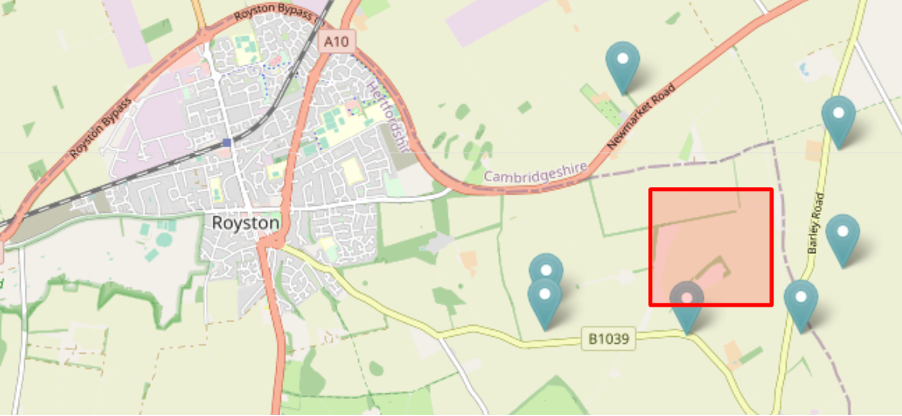 Royston Bypass
A10
Royston Bypass
Hertfordshire
Newmarket Road
Cambridgeshire
Barley Road
Royston
B1039